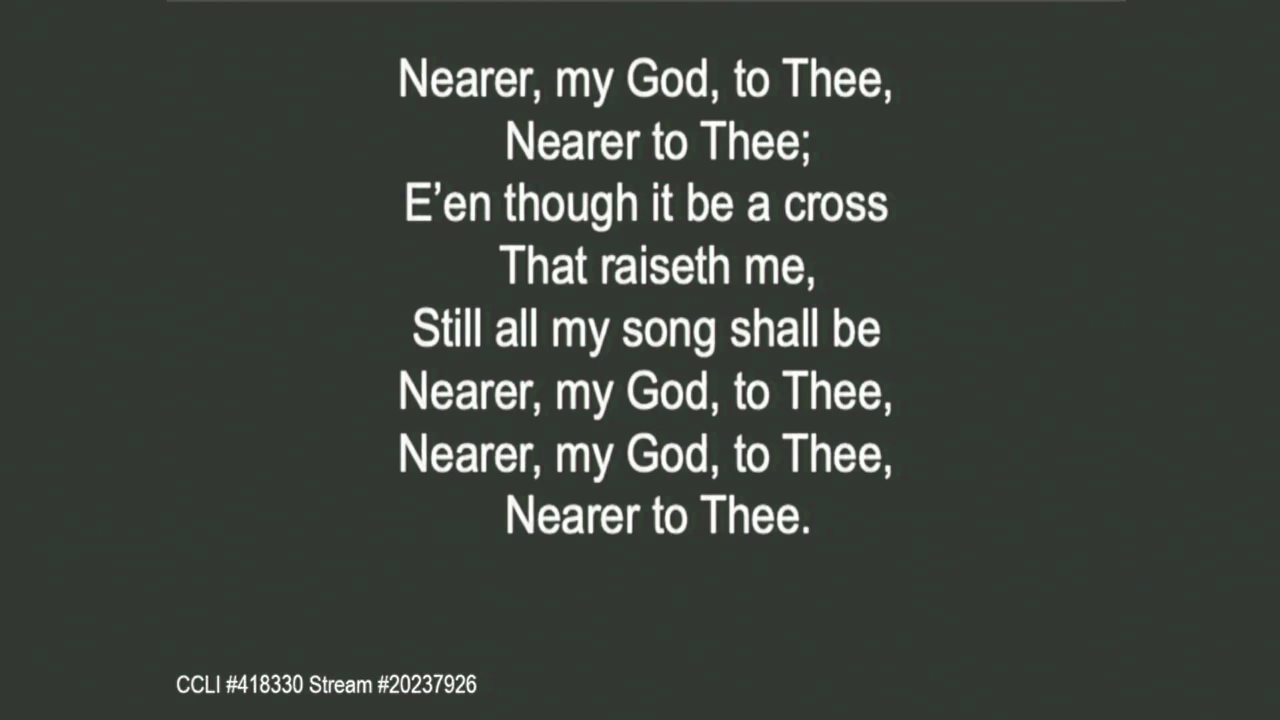 Nearer, my God, to Thee,
Nearer to Thee;
E’en though it be a cross
That raiseth me,
Still all my song shall be
Nearer, my God, to Thee,
Nearer, my God, to Thee,
Nearer to Thee.
CCLI #418330 Stream #20237926